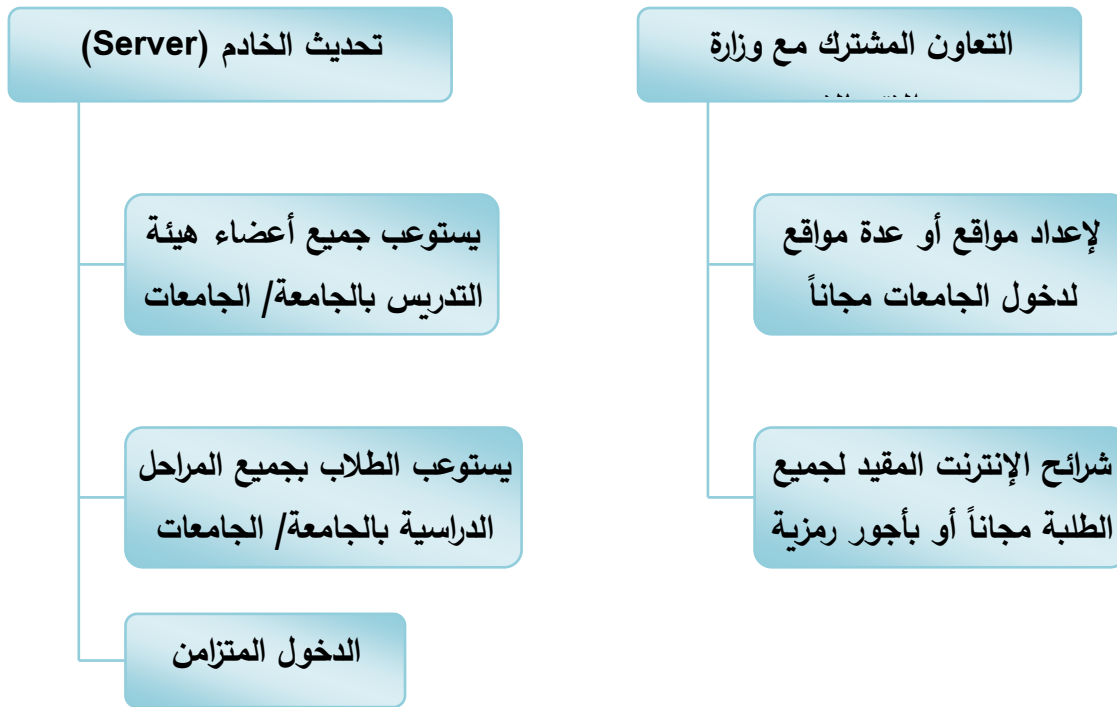 التعاون المشترك مع وزارة
لإعداد مواقع أو عدة مواقع
لدخول الجامعات مجاناً
شرائح الإنترنت المقيد لجميع
الطلبة مجاناً أو بأجور رمزية
تحديث الخادم (Server)
يستوعب جميع أعضاء هيئة
التدريس بالجامعة/ الجامعات
يستوعب الطلاب بجميع المراحل
الدراسية بالجامعة/ الجامعات
الدخول المتزامن